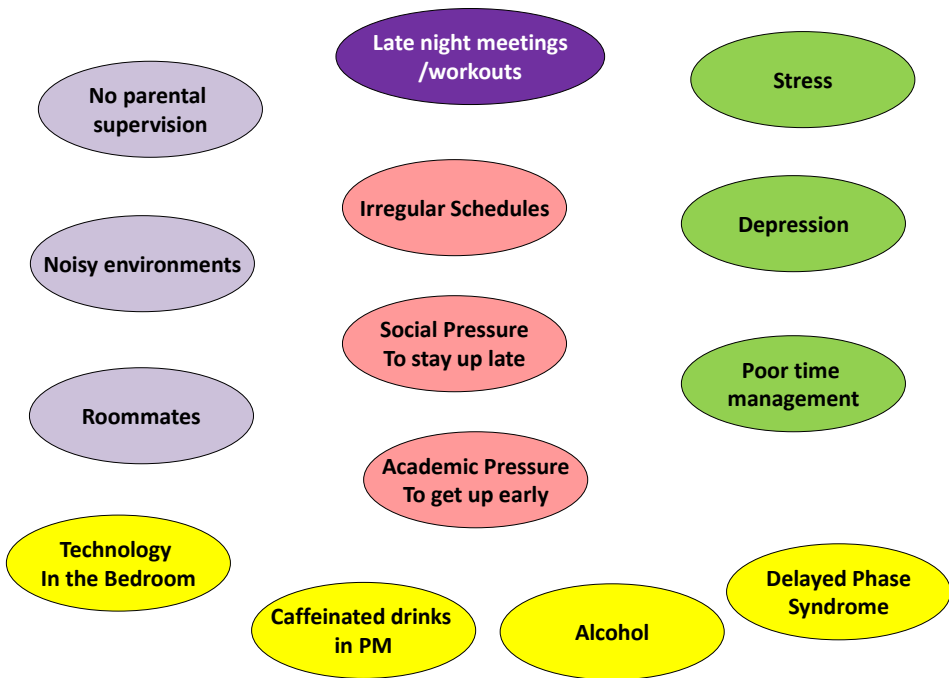 Late night meetings
/workouts
No parental
supervision
Stress
Irregular Schedules
Depression
Noisy environments
Social Pressure
To stay up late
Poor time
management
Roommates
Academic Pressure
To get up early
Technology
In the Bedroom
Delayed Phase
Syndrome
Caffeinated drinks
in PM
Alcohol